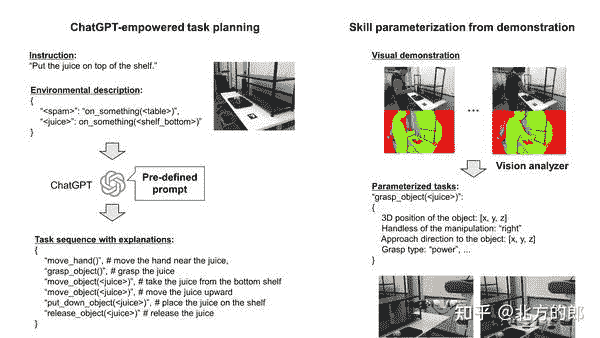 ChatGPT-empowered task planning
Instruction:
“Put the juice on top of the shelf.”
Environmental description:
{
“<spam>”: “on_something(<table>)”,
“<juice>”: on_something(<shelf_bottom>)”
}
ChatGPT
Pre-defined
prompt
Task sequence with explanations:
{
“move_hand()”, # move the hand near the juice,
“grasp_object()”, # grasp the juice
“move_object(<juice>)”, # take the juice from the bottom shelf
“move_object(<juice>)”, # move the juice upward
“put_down_object(<juice>)”, # place the juice on the shelf
“release_object(<juice>)” # release the juice
}
Skill parameterization from demonstration
Visual demonstration
...
Vision analyzer
Parameterized tasks:
“grasp_object(<juice>)”:
{
3D position of the object: [x, y, z]
Handless of the manipulation: “right”
Approach direction to the object: [x, y, z]
Grasp type: “power”, ...
}
知乎 @北方的郎